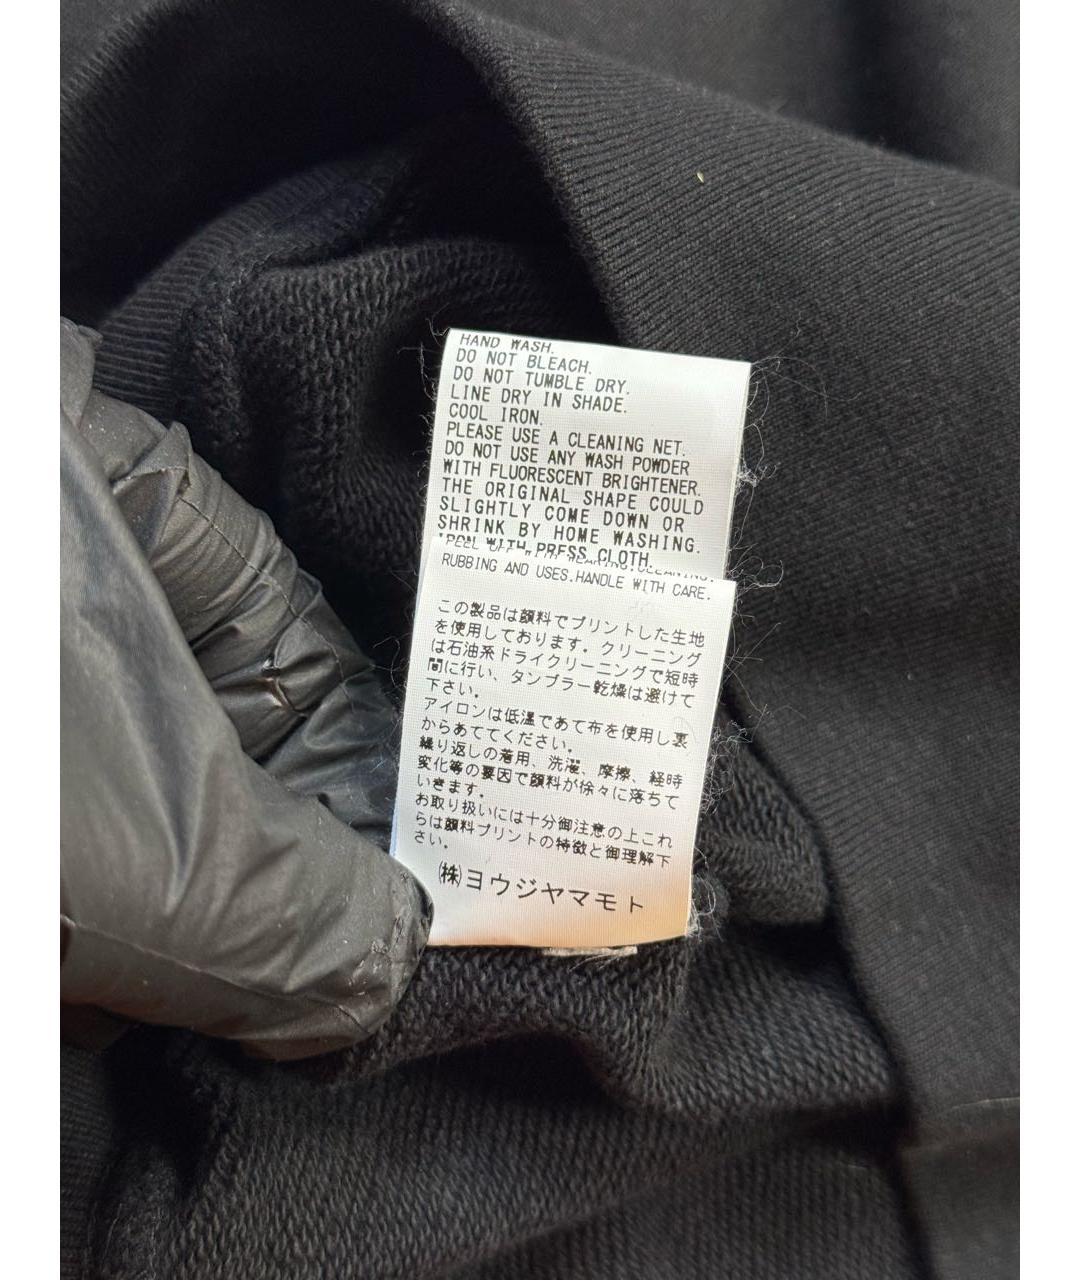 HAND WASH.
DO NOT BLEACH.
DO NOT TUMBLE DRY.
LINE DRY IN SHADE.
COOL IRON.
PLEASE USE A CLEANING NET.
DO NOT USE ANY WASH POWDER
WITH FLUORESCENT BRIGHTENER.
THE ORIGINAL SHAPE COULD
SLIGHTLY COME DOWN OR
SHRINK BY HOME WASHING.
IRON WITH PRESS CLOTH.
PEEL OFF WEARING.CLEANING.
RUBBING AND USES.HANDLE WITH CARE.
この製品は顔料でプリントした生地
を使用しております。クリーニング
は石油系ドライクリーニングで短時
間に行い、タンブラー乾燥は避けて
下さい。
アイロンは低温であて布を使用し裏
からあててください。
繰り返しの着用、洗濯、摩擦、経時
変化等の要因で顔料が徐々に落ちて
いきます。
お取り扱いには十分御注意の上これ
らは顔料プリントの特徴と御理解下
さい。
㈱ヨウジヤマモト